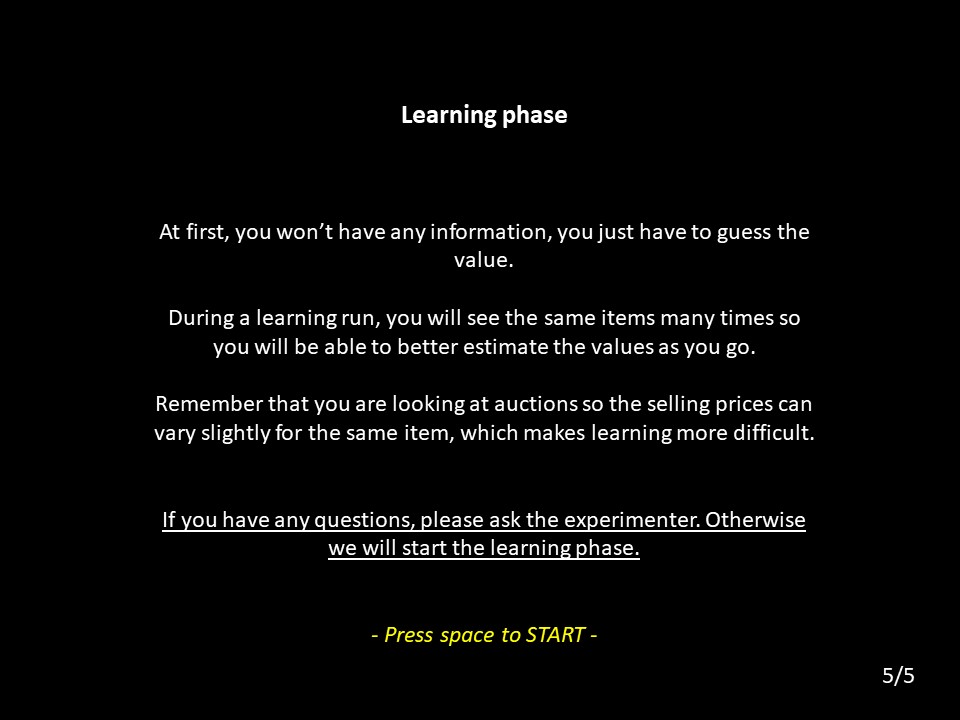 Learning phase
At first, you won’t have any information, you just have to guess the
value.
During a learning run, you will see the same items many times so
you will be able to better estimate the values as you go.
Remember that you are looking at auctions so the selling prices can
vary slightly for the same item, which makes learning more difficult.
If you have any questions, please ask the experimenter. Otherwise
we will start the learning phase.
- Press space to START -
5/5